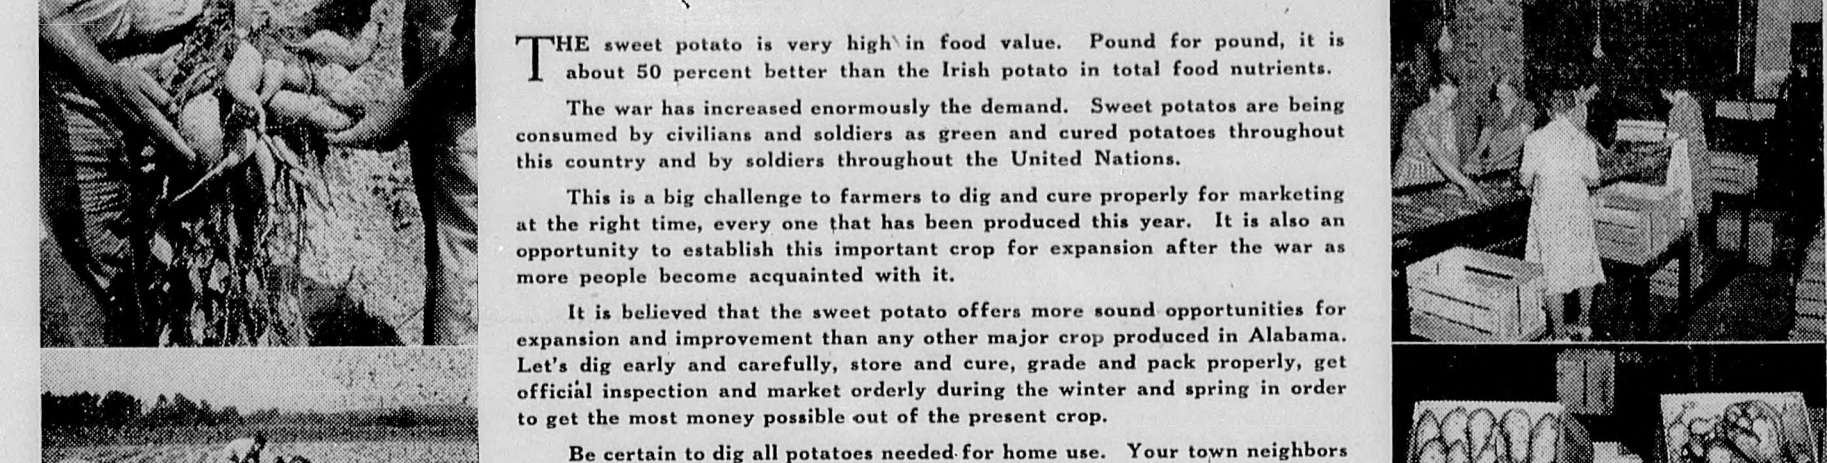 THE sweet potato is very high in food value. Pound for pound, it is
about 50 percent better than the Irish potato in total food nutrients.
The war has increased enormously the demand. Sweet potatos are being
consumed by civilians and soldiers as green and cured potatoes throughout
this country and by soldiers throughout the United Nations.
This is a big challenge to farmers to dig and cure properly for marketing
at the right time, every one that has been produced this year. It is also an
opportunity to establish this important crop for expansion after the war as
more people become acquainted with it.
It is believed that the sweet potato offers more sound opportunities for
expansion and improvement than any other major crop produced in Alabama.
Let's dig early and carefully, store and cure, grade and pack properly, get
official inspection and market orderly during the winter and spring in order
to get the most money possible out of the present crop.
Be certain to dig all potatoes needed for home use. Your town neighbors